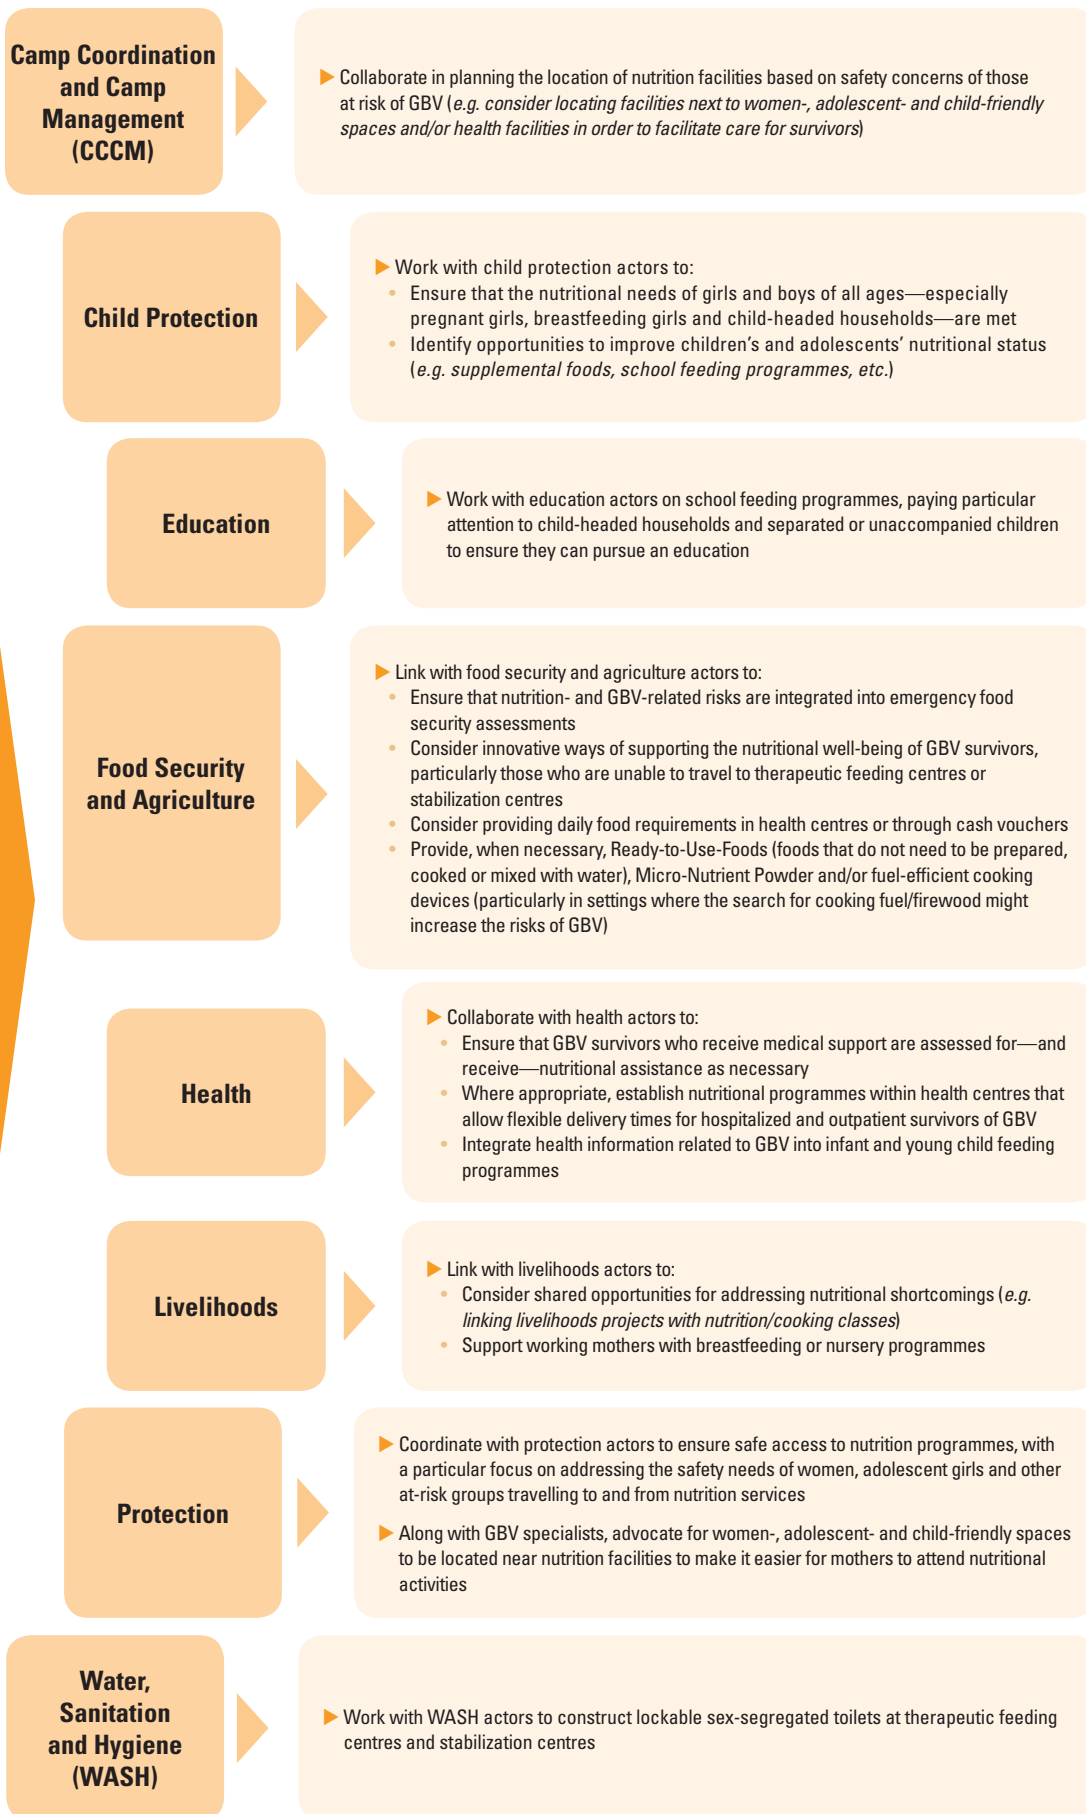 Camp Coordination
and Camp
Management
(CCCM)
▶ Collaborate in planning the location of nutrition facilities based on safety concerns of those
at risk of GBV (e.g. consider locating facilities next to women-, adolescent- and child-friendly
spaces and/or health facilities in order to facilitate care for survivors)
Child Protection
▶ Work with child protection actors to:
• Ensure that the nutritional needs of girls and boys of all ages—especially
pregnant girls, breastfeeding girls and child-headed households—are met
• Identify opportunities to improve children's and adolescents' nutritional status
(e.g. supplemental foods, school feeding programmes, etc.)
Education
▶ Work with education actors on school feeding programmes, paying particular
attention to child-headed households and separated or unaccompanied children
to ensure they can pursue an education
Food Security
and Agriculture
▶ Link with food security and agriculture actors to:
• Ensure that nutrition- and GBV-related risks are integrated into emergency food
security assessments
• Consider innovative ways of supporting the nutritional well-being of GBV survivors,
particularly those who are unable to travel to therapeutic feeding centres or
stabilization centres
• Consider providing daily food requirements in health centres or through cash vouchers
• Provide, when necessary, Ready-to-Use-Foods (foods that do not need to be prepared,
cooked or mixed with water), Micro-Nutrient Powder and/or fuel-efficient cooking
devices (particularly in settings where the search for cooking fuel/firewood might
increase the risks of GBV)
Health
▶ Collaborate with health actors to:
• Ensure that GBV survivors who receive medical support are assessed for—and
receive—nutritional assistance as necessary
• Where appropriate, establish nutritional programmes within health centres that
allow flexible delivery times for hospitalized and outpatient survivors of GBV
• Integrate health information related to GBV into infant and young child feeding
programmes
Livelihoods
▶ Link with livelihoods actors to:
• Consider shared opportunities for addressing nutritional shortcomings (e.g.
linking livelihoods projects with nutrition/cooking classes)
• Support working mothers with breastfeeding or nursery programmes
Protection
▶ Coordinate with protection actors to ensure safe access to nutrition programmes, with
a particular focus on addressing the safety needs of women, adolescent girls and other
at-risk groups travelling to and from nutrition services
▶ Along with GBV specialists, advocate for women-, adolescent- and child-friendly spaces
to be located near nutrition facilities to make it easier for mothers to attend nutritional
activities
Water,
Sanitation
and Hygiene
(WASH)
▶ Work with WASH actors to construct lockable sex-segregated toilets at therapeutic feeding
centres and stabilization centres